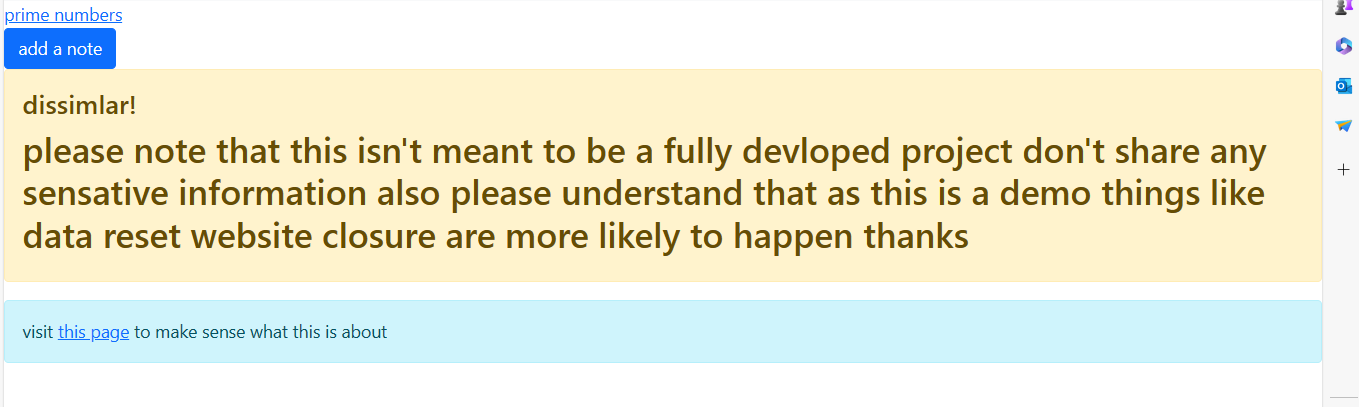 prime numbers
add a note
dissimlar!
please note that this isn't meant to be a fully devloped project don't share any
sensative information also please understand that as this is a demo things like
data reset website closure are more likely to happen thanks
visit this page to make sense what this is about